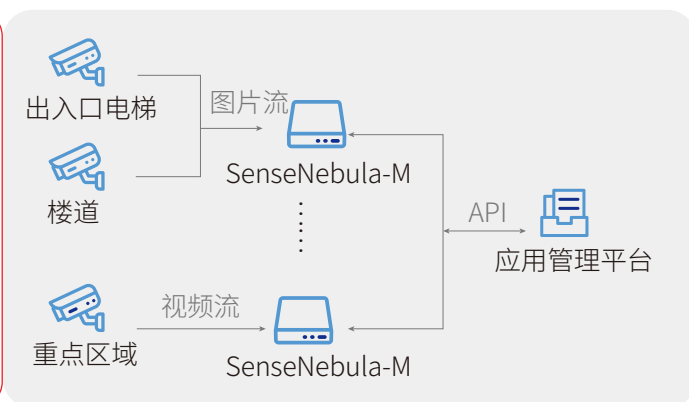 出入口电梯
图片流
SenseNebula-M
楼道
API
应用管理平台
视频流
重点区域
SenseNebula-M